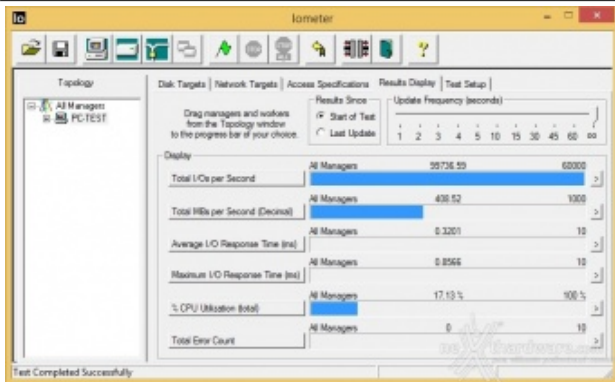 Iometer
Topology
All Managers
PC-TEST
Disk Targets | Network Targets | Access Specifications | Results Display | Test Setup
Drag managers and workers
from the Topology window
to the progress bar of your choice.
Results Since
Start of Test
Last Update
Update Frequency (seconds)
1 2 3 4 5 10 15 30 45 60 ∞
Display
All Managers 60000
Total I/Os per Second >
All Managers 408.52 1000
Total MBs per Second (Decimal) >
All Managers 0.3201 10
Average I/O Response Time (ms) >
All Managers 0.8566 10
Maximum I/O Response Time (ms) >
All Managers 17.13 % 100 %
% CPU Utilization (total) >
All Managers 0 10
Total Error Count >
Test Completed Successfully